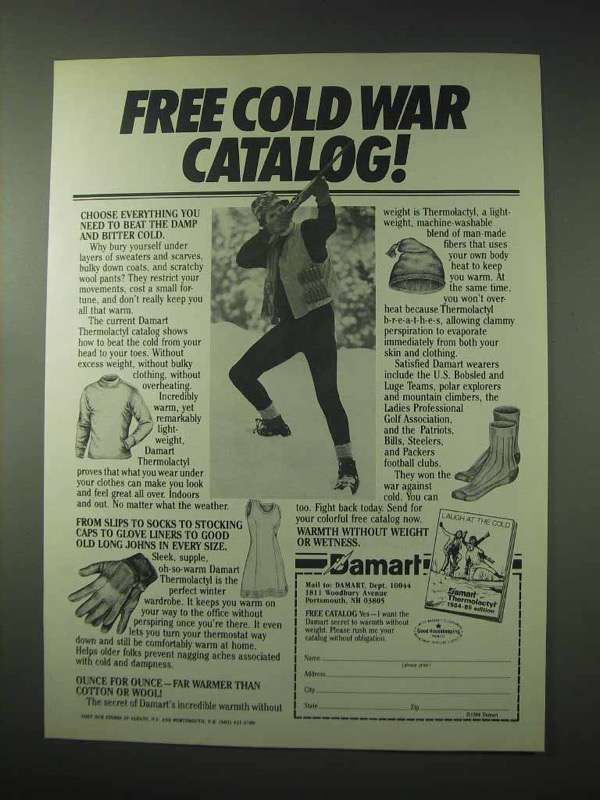 FREE COLD WAR
CATALOG!
CHOOSE EVERYTHING YOU
NEED TO BEAT THE DAMP
AND BITTER COLD.
Why bury yourself under
layers of sweaters and scarves,
bulky down coats, and scratchy
wool pants? They restrict your
movements, cost a small for-
tune, and don't really keep you
all that warm.
The current Damart
Thermolactyl catalog shows
how to beat the cold from your
head to your toes. Without
excess weight, without bulky
clothing, without
overheating.
Incredibly
warm, yet
remarkably
light-
weight,
Damart
Thermolactyl
proves that what you wear under
your clothes can make you look
and feel great all over. Indoors
and out. No matter what the weather.
FROM SLIPS TO SOCKS TO STOCKING
CAPS TO GLOVE LINERS TO GOOD
OLD LONG JOHNS IN EVERY SIZE.
Sleek, supple,
oh-so-warm Damart
Thermolactyl is the
perfect winter
wardrobe. It keeps you warm on
your way to the office without
perspiring once you're there. It even
lets you turn your thermostat way
down and still be comfortably warm at home.
Helps older folks prevent nagging aches associated
with cold and dampness.
OUNCE FOR OUNCE—FAR WARMER THAN
COTTON OR WOOL!
The secret of Damart's incredible warmth without
weight is Thermolactyl, a light-
weight, machine-washable
blend of man-made
fibers that uses
your own body
heat to keep
you warm. At
the same time,
you won't over-
heat because Thermolactyl
b-r-e-a-t-h-e-s, allowing clammy
perspiration to evaporate
immediately from both your
skin and clothing.
Satisfied Damart wearers
include the U.S. Bobsled and
Luge Teams, polar explorers
and mountain climbers, the
Ladies Professional
Golf Association,
and the Patriots,
Bills, Steelers,
and Packers
football clubs.
They won the
war against
cold. You can
too. Fight back today. Send for
your colorful free catalog now.
WARMTH WITHOUT WEIGHT
OR WETNESS.
LAUGH AT THE COLD
Damart
Thermolactyl
1984-85 edition
Damart
Mail to: DAMART, Dept. 10044
1811 Woodbury Avenue
Portsmouth, NH 03805
FREE CATALOG Yes—I want the
Damart secret to warmth without
weight. Please rush me your
catalog without obligation.
Good Housekeeping
Name
(please print)
Address
City
State Zip
©1984 Damart